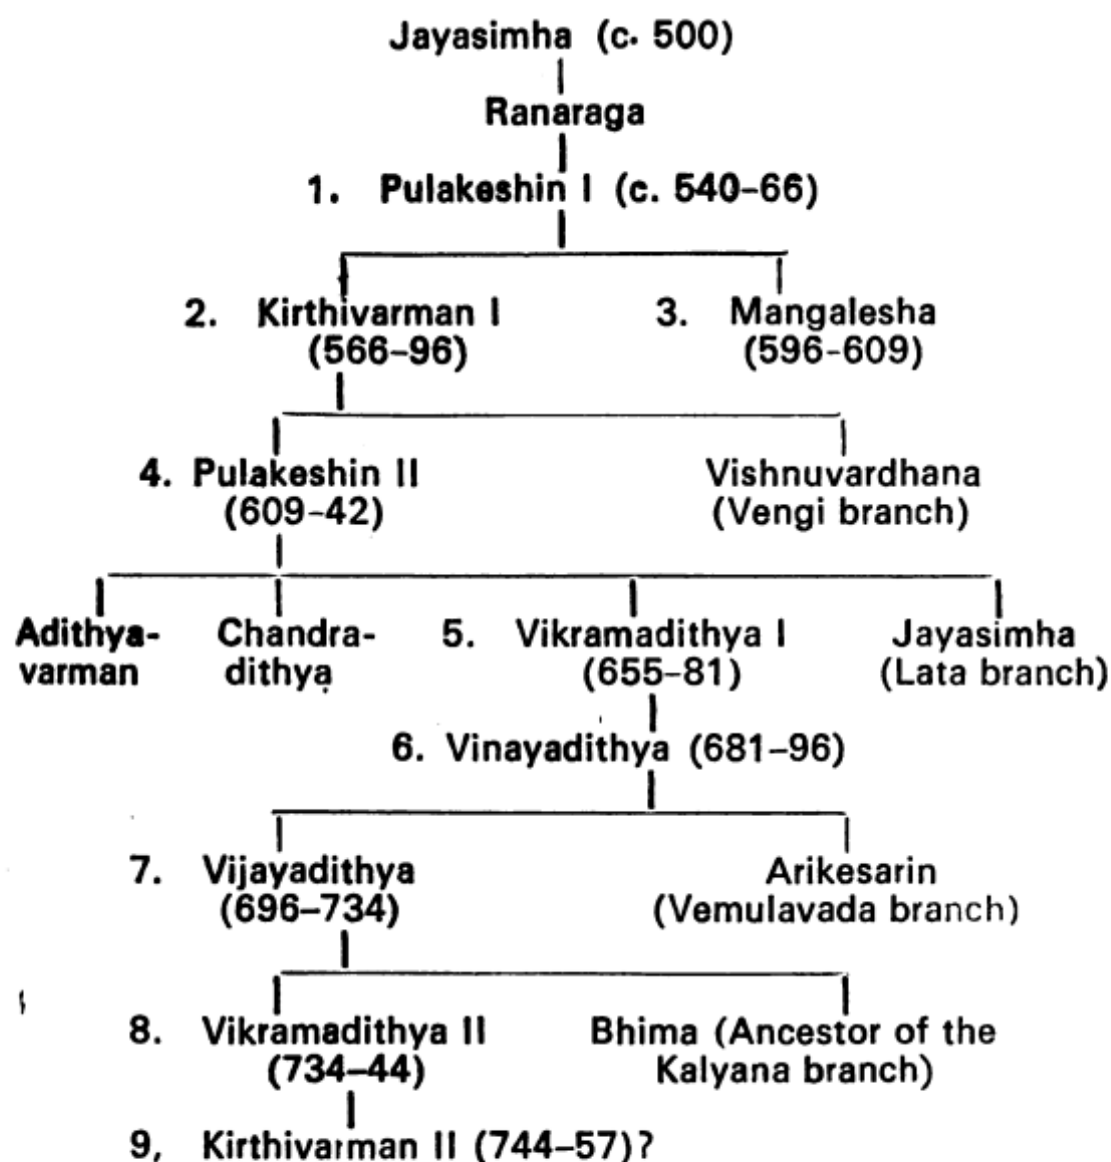 Jayasimha (c. 500)
Ranaraga
1. Pulakeshin I (c. 540–66)
2. Kirthivarman I 3. Mangalesha
(566–96) (596-609)
4. Pulakeshin II Vishnuvardhana
(609–42) (Vengi branch)
Adithya- Chandra- 5. Vikramadithya I Jayasimha
varman dithya (655–81) (Lata branch)
6. Vinayadithya (681–96)
7. Vijayadithya Arikesarin
(696–734) (Vemulavada branch)
8. Vikramadithya II Bhima (Ancestor of the
(734–44) Kalyana branch)
9, Kirthivarman II (744–57)?